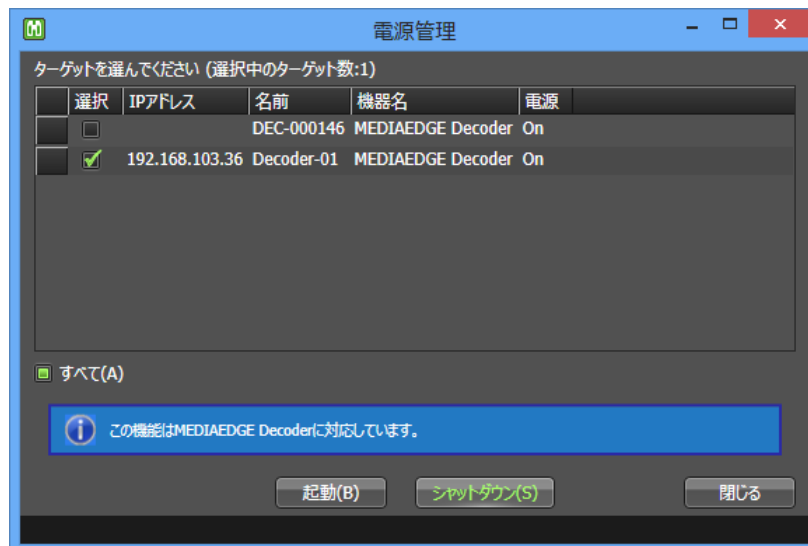 電源管理
ターゲットを選んでください (選択中のターゲット数:1)
選択 IPアドレス 名前 機器名 電源
DEC-000146 MEDIAEDGE Decoder On
192.168.103.36 Decoder-01 MEDIAEDGE Decoder On
すべて(A)
この機能はMEDIAEDGE Decoderに対応しています。
起動(B) シャットダウン(S) 閉じる